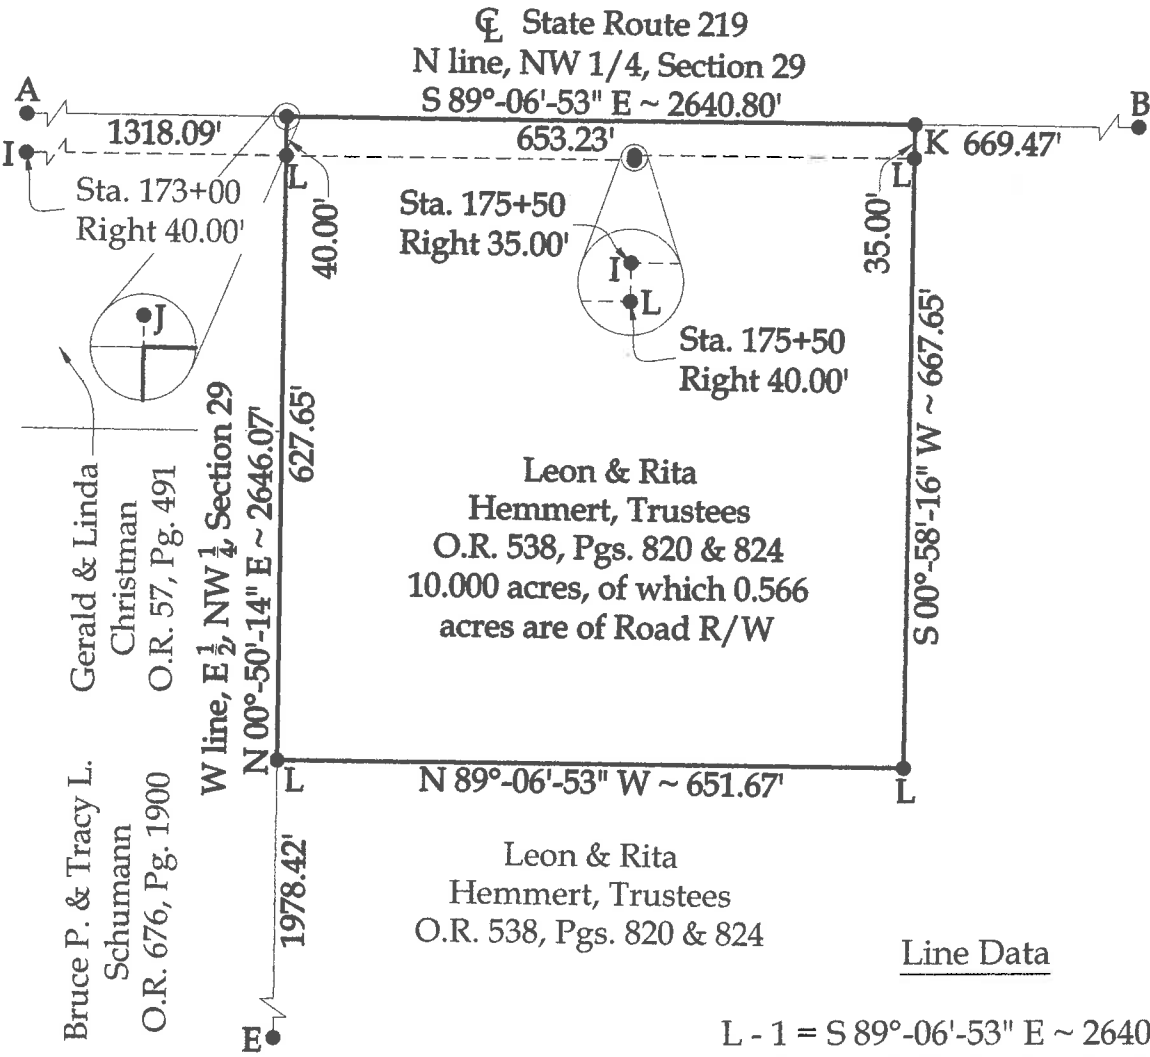 ℄ State Route 219
N line, NW 1/4, Section 29
S 89°-06'-53" E ~ 2640.80'
A
B
1318.09'
653.23'
K 669.47'
I
L
L
Sta. 173+00
Right 40.00'
40.00'
Sta. 175+50
Right 35.00'
35.00'
I
L
Sta. 175+50
Right 40.00'
J
W line, E 1/2, NW 1/4, Section 29
N 00°-50'-14" E ~ 2646.07'
627.65'
S 00°-58'-16" W ~ 667.65'
Gerald & Linda
Christman
O.R. 57, Pg. 491
Leon & Rita
Hemmert, Trustees
O.R. 538, Pgs. 820 & 824
10.000 acres, of which 0.566
acres are of Road R/W
L
N 89°-06'-53" W ~ 651.67'
L
Bruce P. & Tracy L.
Schumann
O.R. 676, Pg. 1900
1978.42'
Leon & Rita
Hemmert, Trustees
O.R. 538, Pgs. 820 & 824
E
Line Data
L - 1 = S 89°-06'-53" E ~ 2640